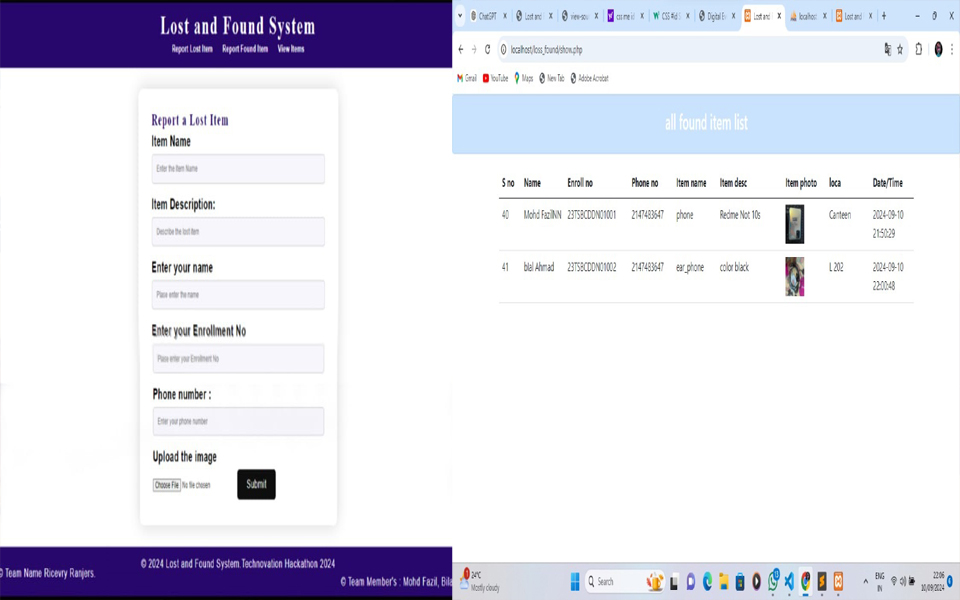 Lost and Found System
Report Lost Item Report Found Item View Items
Report a Lost Item
Item Name
Enter the Item Name
Item Description:
Describe the lost item
Enter your name
Place enter the name
Enter your Enrollment No
Place enter your Enrollment No
Phone number :
Enter your phone number
Upload the image
Choose File No file chosen
Submit
© 2024 Lost and Found System.Technovation Hackathon 2024
© Team Name Ricevry Ranjers.
© Team Member's : Mohd Fazil, Bila
ChatGPT
Lost and
view-sour
css me i
CSS #id S
Digital E
Lost and
localhost
Lost and
localhost/loss_found/show.php
Gmail YouTube Maps New Tab Adobe Acrobat
all found item list
S no Name Enroll no Phone no Item name Item desc Item photo loca Date/Time
40 Mohd FazilNN 23TSBCDDN01001 2147483647 phone Redme Not 10s Canteen 2024-09-10
21:50:29
41 blal Ahmad 23TSBCDDN01002 2147483647 ear_phone color black L 202 2024-09-10
22:00:48
24°C
Mostly cloudy
Search
ENG
IN
22:06
10/09/2024